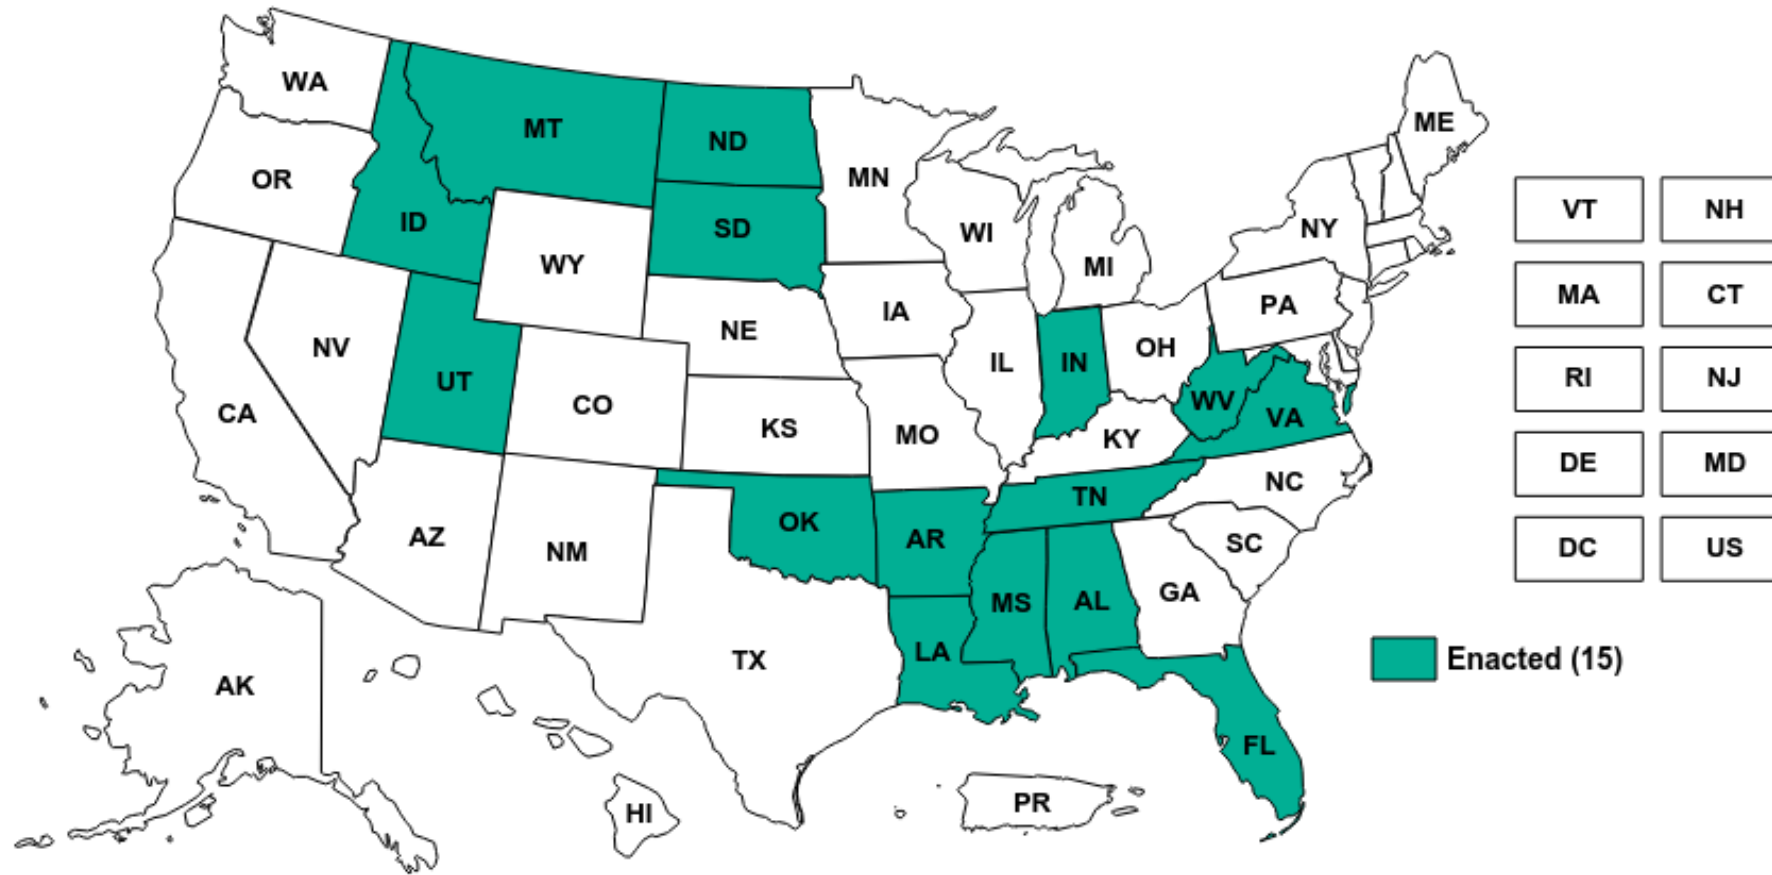 WA
MT
ND
MN
ME
OR
ID
SD
WI
MI
NY
VT
NH
WY
IA
PA
MA
CT
NV
UT
NE
IL
IN
OH
RI
NJ
CA
CO
KS
MO
KY
WV
VA
DE
MD
AZ
NM
OK
AR
TN
NC
SC
DC
US
MS
AL
GA
TX
LA
Enacted (15)
AK
FL
HI
PR